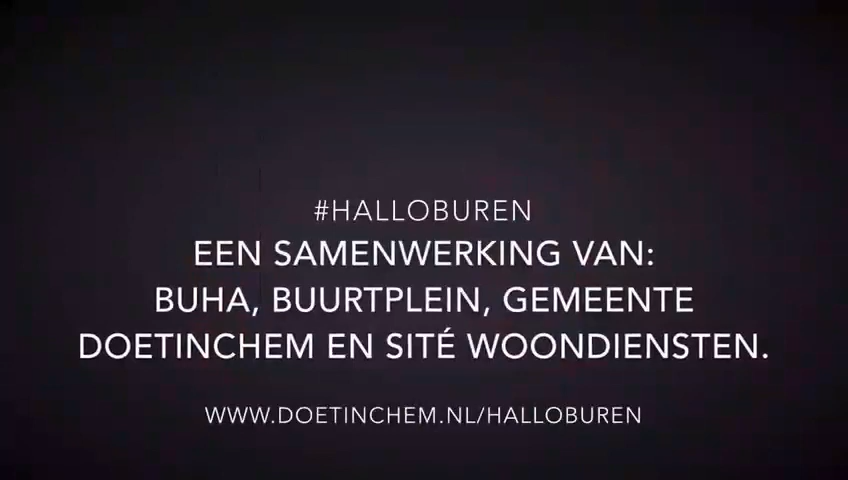 #HALLOBUREN
EEN SAMENWERKING VAN:
BUHA, BUURTPLEIN, GEMEENTE
DOETINCHEM EN SITÉ WOONDIENSTEN.
WWW.DOETINCHEM.NL/HALLOBUREN